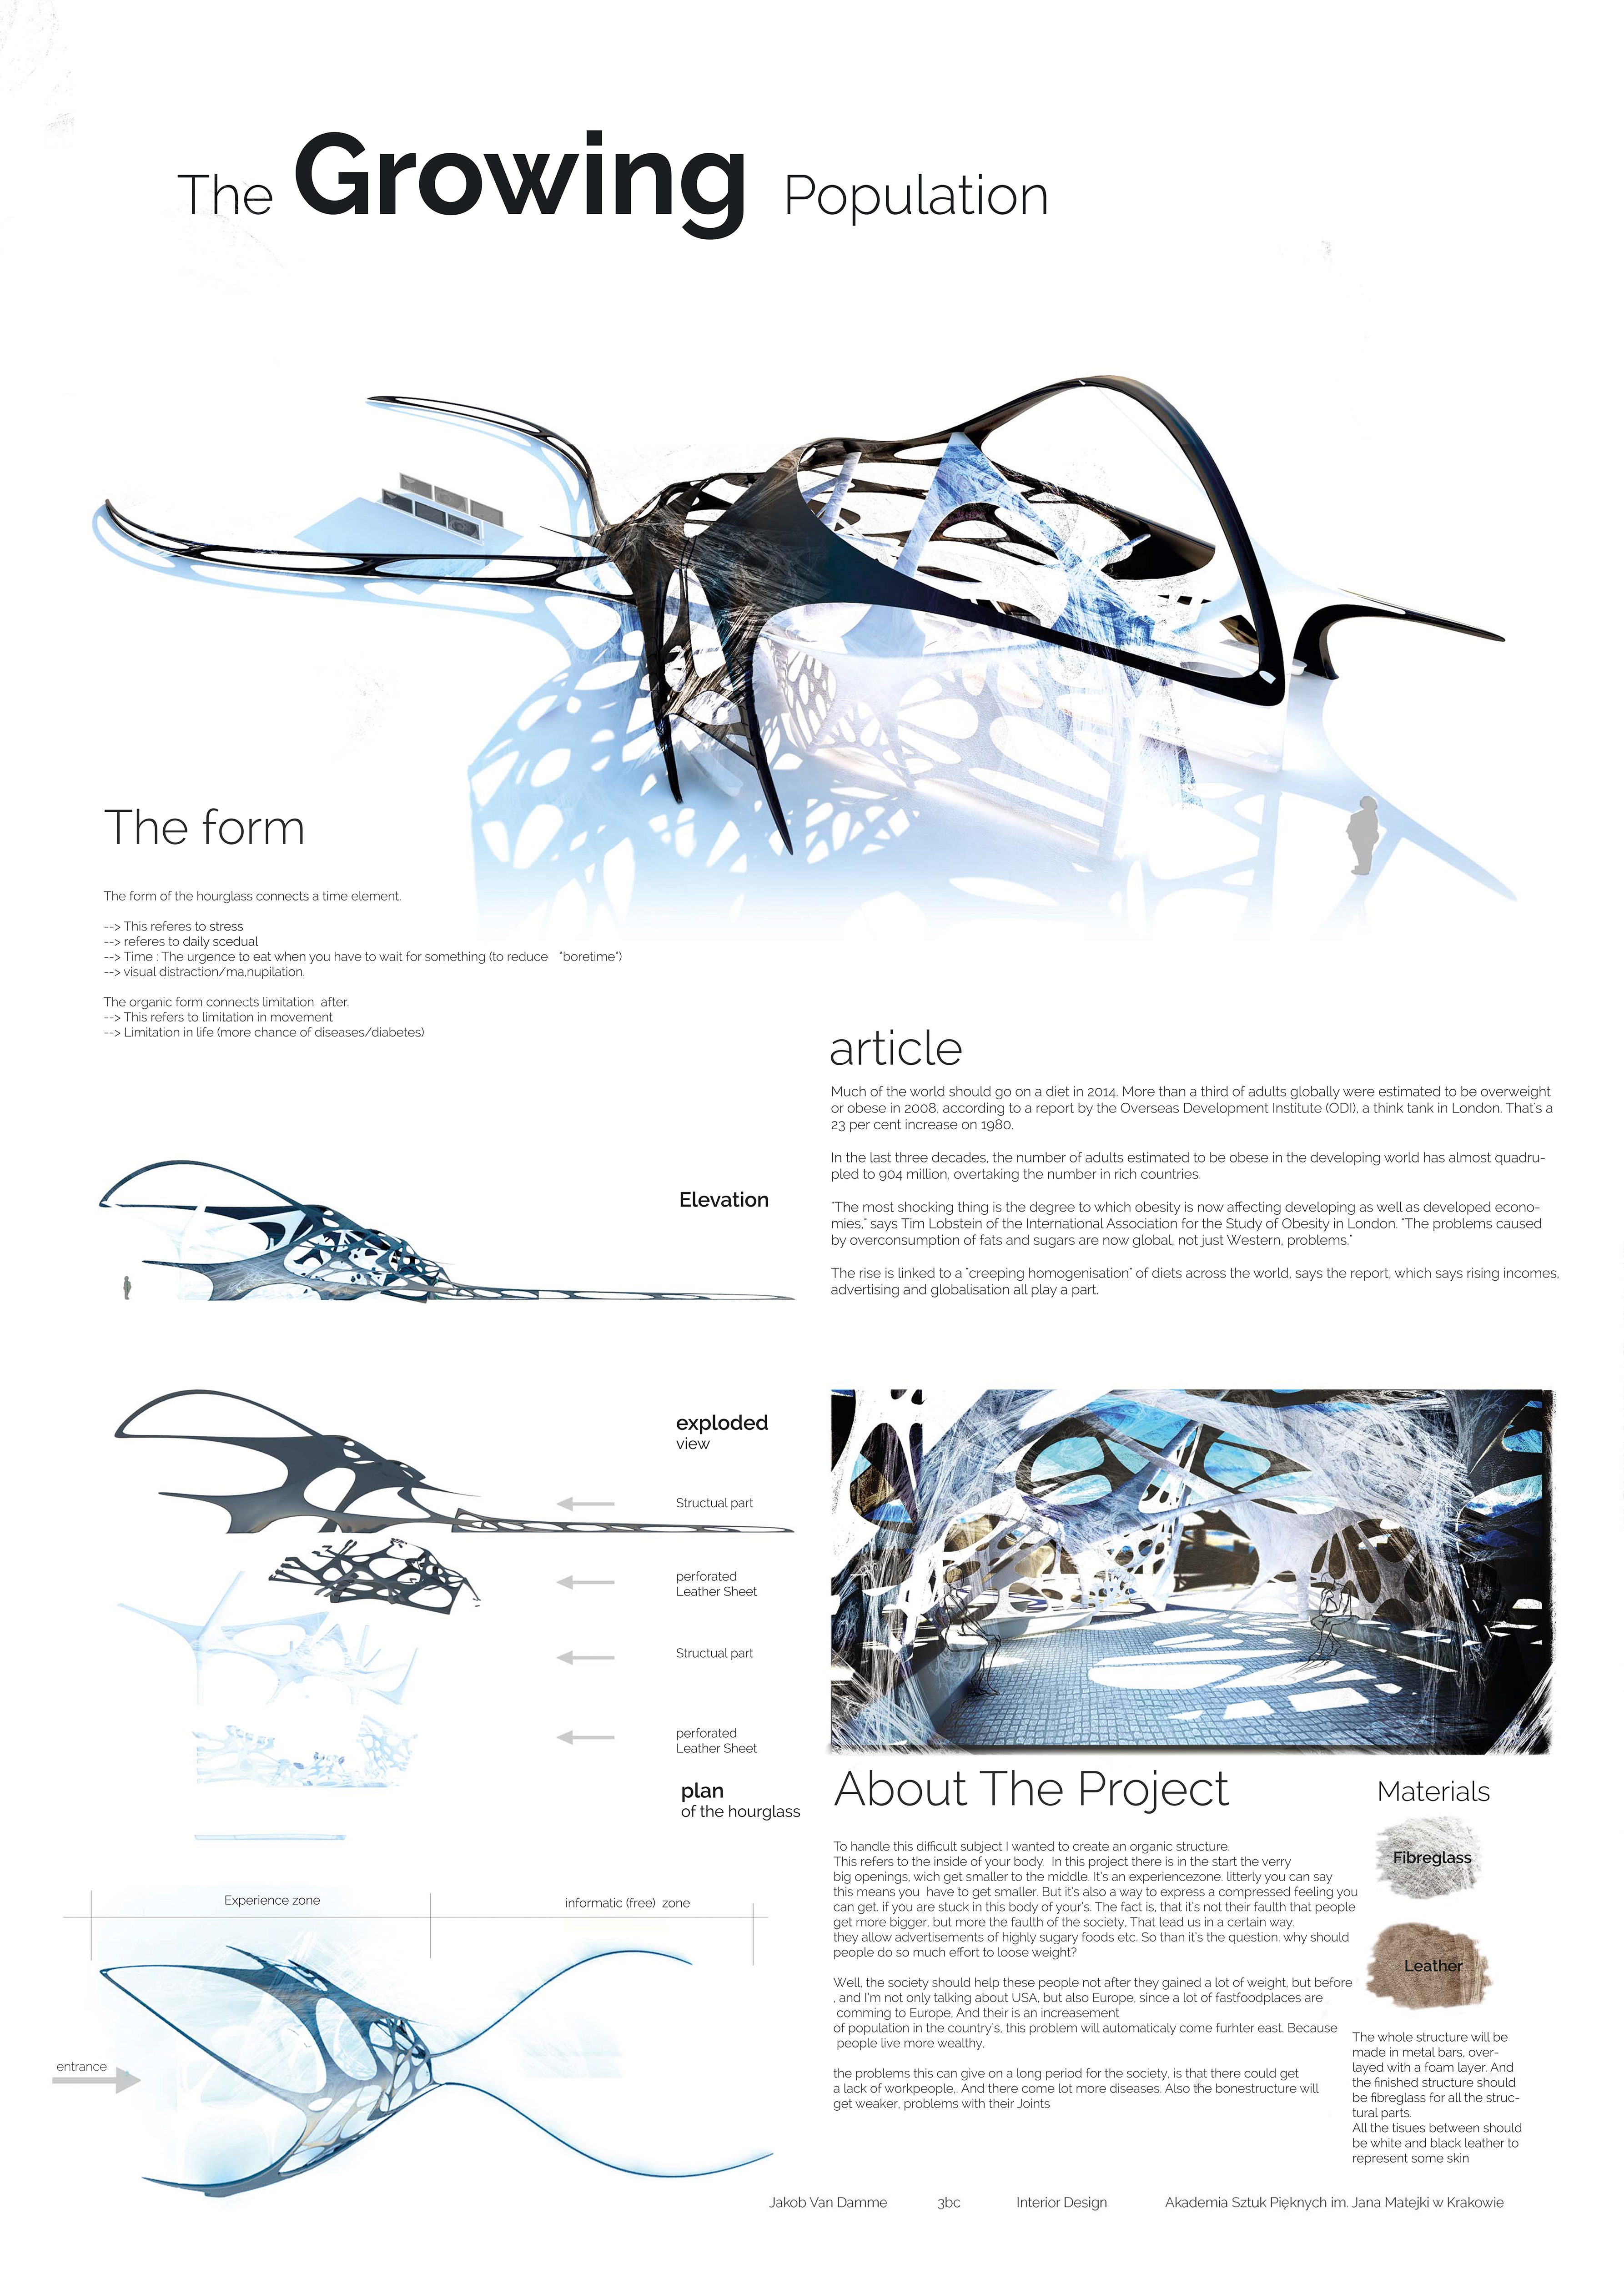 The Growing Population
The form
The form of the hourglass connects a time element.
--> This referes to stress
--> referes to daily scedual
--> Time : The urgence to eat when you have to wait for something (to reduce "boretime")
--> visual distraction/ma,nupilation.
The organic form connects limitation after.
--> This refers to limitation in movement
--> Limitation in life (more chance of diseases/diabetes)
article
Much of the world should go on a diet in 2014. More than a third of adults globally were estimated to be overweight
or obese in 2008, according to a report by the Overseas Development Institute (ODI), a think tank in London. That's a
23 per cent increase on 1980.
In the last three decades, the number of adults estimated to be obese in the developing world has almost quadru-
pled to 904 million, overtaking the number in rich countries.
"The most shocking thing is the degree to which obesity is now affecting developing as well as developed econo-
mies," says Tim Lobstein of the International Association for the Study of Obesity in London. "The problems caused
by overconsumption of fats and sugars are now global, not just Western, problems."
The rise is linked to a "creeping homogenisation" of diets across the world, says the report, which says rising incomes,
advertising and globalisation all play a part.
Elevation
exploded
view
Structual part
perforated
Leather Sheet
Structual part
perforated
Leather Sheet
plan
of the hourglass
Experience zone
informatic (free) zone
entrance
About The Project
To handle this difficult subject I wanted to create an organic structure.
This refers to the inside of your body. In this project there is in the start the verry
big openings, wich get smaller to the middle. It's an experiencezone. litterly you can say
this means you have to get smaller. But it's also a way to express a compressed feeling you
can get. if you are stuck in this body of your's. The fact is, that it's not their faulth that people
get more bigger, but more the faulth of the society, That lead us in a certain way.
they allow advertisements of highly sugary foods etc. So than it's the question. why should
people do so much effort to loose weight?
Well, the society should help these people not after they gained a lot of weight, but before
, and I'm not only talking about USA, but also Europe, since a lot of fastfoodplaces are
comming to Europe, And their is an increasement
of population in the country's, this problem will automaticaly come furhter east. Because
people live more wealthy,
the problems this can give on a long period for the society, is that there could get
a lack of workpeople,. And there come lot more diseases. Also the bonestructure will
get weaker, problems with their Joints
Materials
Fibreglass
Leather
The whole structure will be
made in metal bars, over-
layed with a foam layer. And
the finished structure should
be fibreglass for all the struc-
tural parts.
All the tisues between should
be white and black leather to
represent some skin
Jakob Van Damme 3bc Interior Design Akademia Sztuk Pięknych im. Jana Matejki w Krakowie